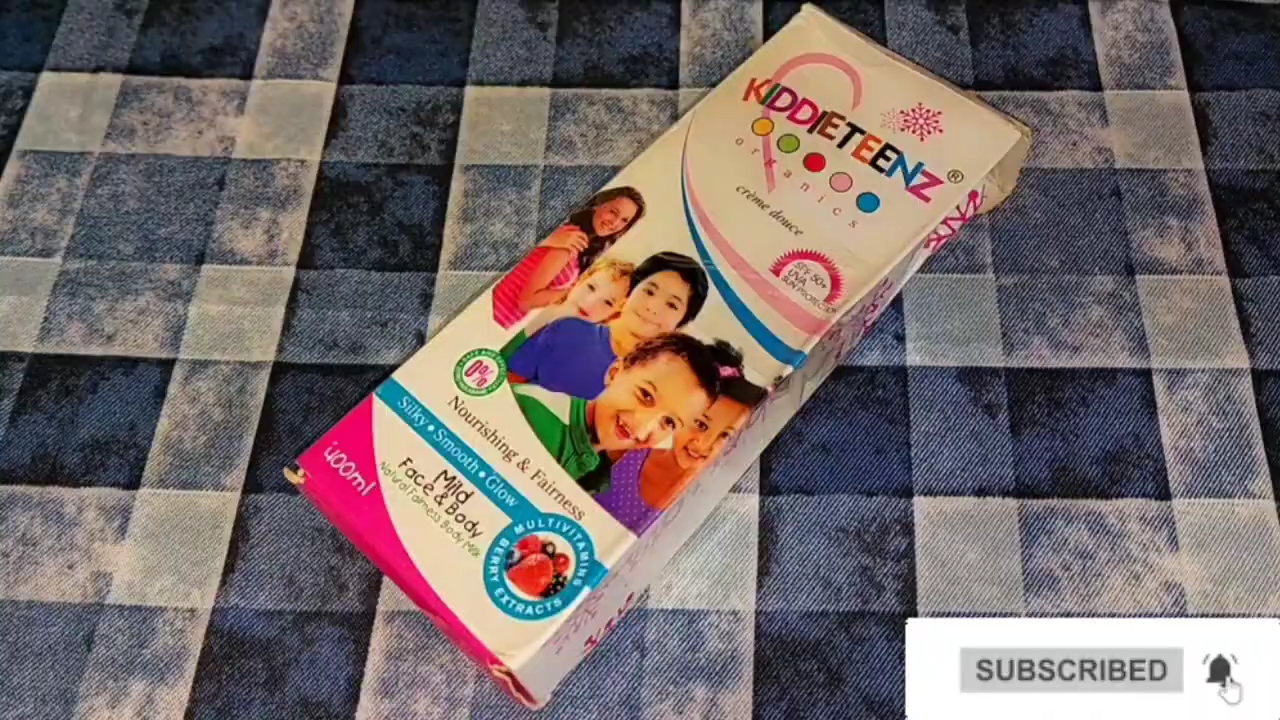 KIDDIETEENZ®
organics
crème douce
SPF 50+
UVA
SUN PROTECTION
0%
Nourishing & Fairness
Silky • Smooth • Glow
Mild
Face & Body
Natural Fairness Body Milk
400ml
MULTIVITAMINS
BERRY EXTRACTS
SUBSCRIBED